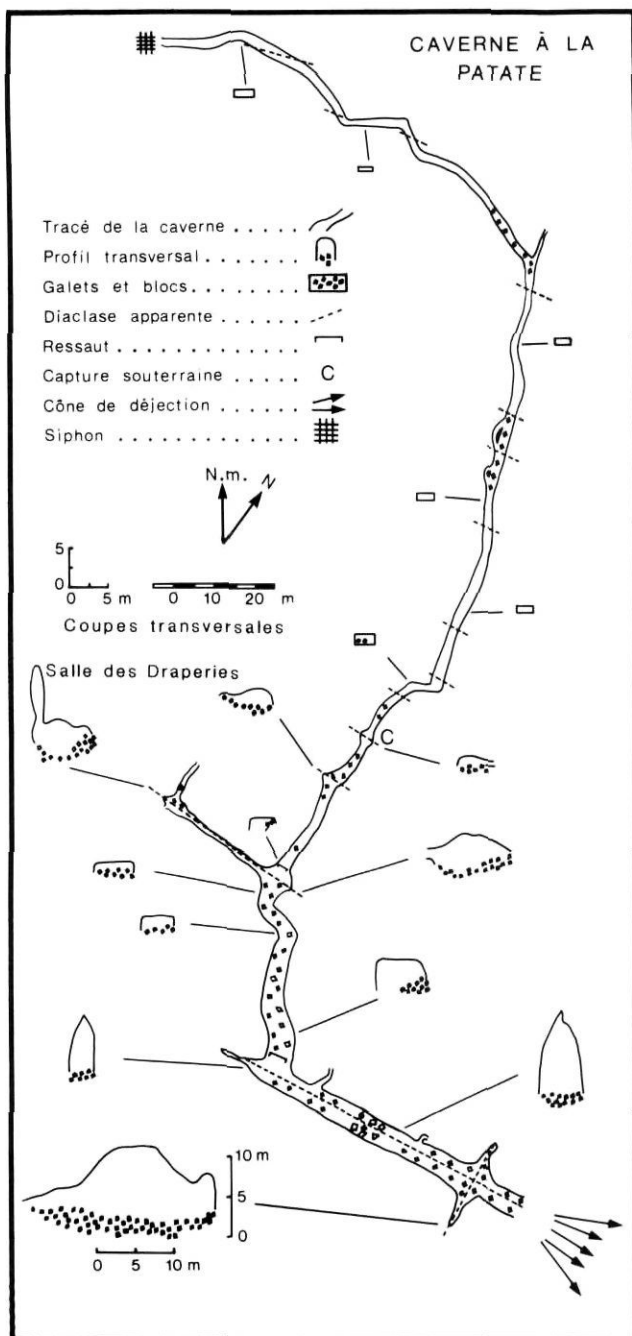 CAVERNE À LA
PATATE
Tracé de la caverne . . . . .
Profil transversal . . . . . . .
Galets et blocs . . . . . . . .
Diaclase apparente . . . . . .
Ressaut . . . . . . . . . . . .
Capture souterraine . . . . . C
Cône de déjection . . . . . . .
Siphon . . . . . . . . . . . .
N.m. N
5
0
0 5 m 0 10 20 m
Coupes transversales
Salle des Draperies
C
10 m
5
0
0 5 10 m